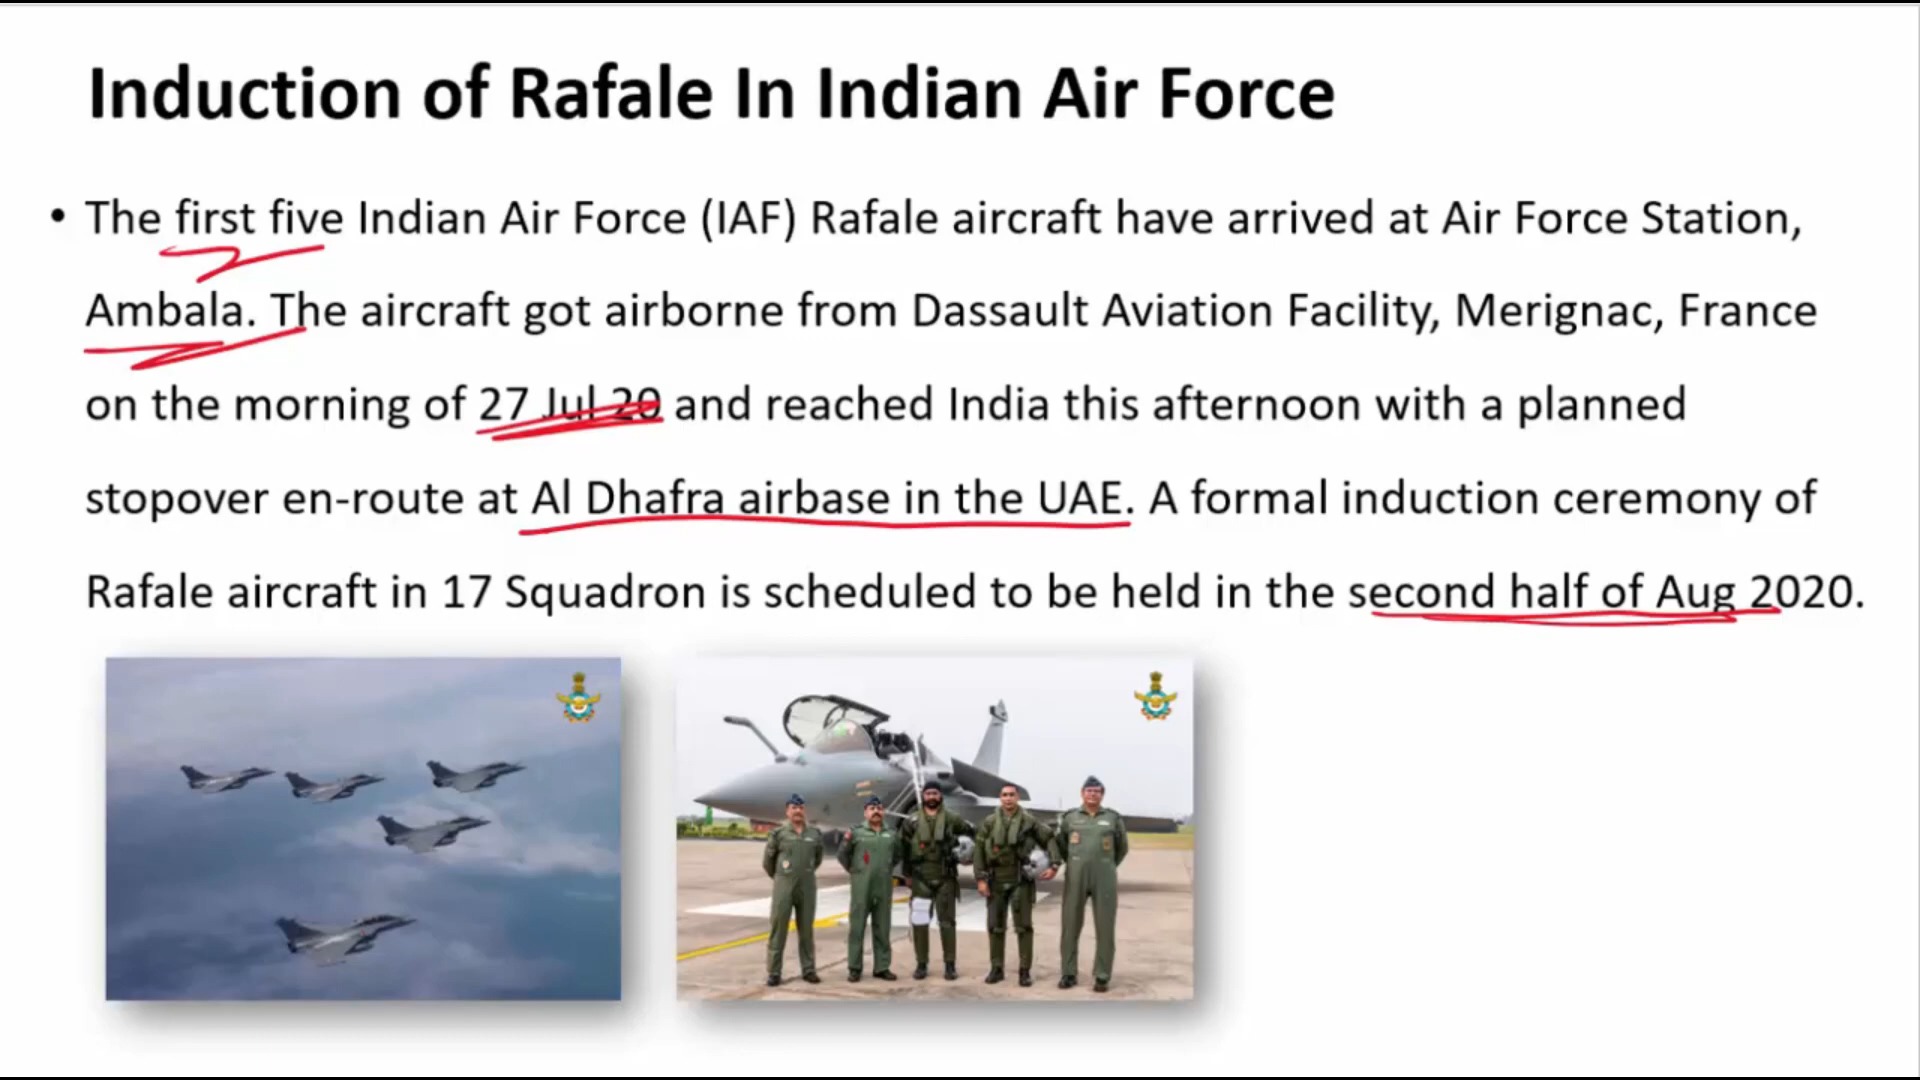 Induction of Rafale In Indian Air Force
• The first five Indian Air Force (IAF) Rafale aircraft have arrived at Air Force Station,
Ambala. The aircraft got airborne from Dassault Aviation Facility, Merignac, France
on the morning of 27 Jul 20 and reached India this afternoon with a planned
stopover en-route at Al Dhafra airbase in the UAE. A formal induction ceremony of
Rafale aircraft in 17 Squadron is scheduled to be held in the second half of Aug 2020.